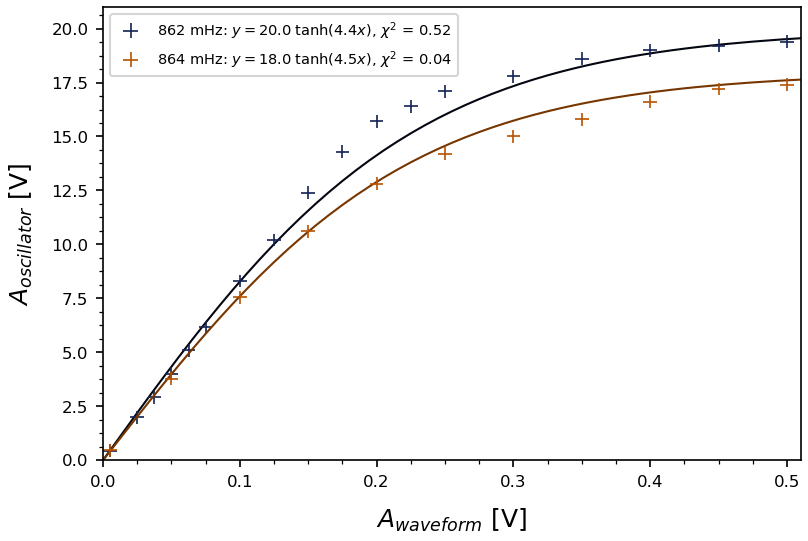 20.0
17.5
15.0
12.5
10.0
7.5
5.0
2.5
0.0
A_oscillator [V]
862 mHz: y = 20.0 tanh(4.4x), χ² = 0.52
864 mHz: y = 18.0 tanh(4.5x), χ² = 0.04
0.0 0.1 0.2 0.3 0.4 0.5
A_waveform [V]